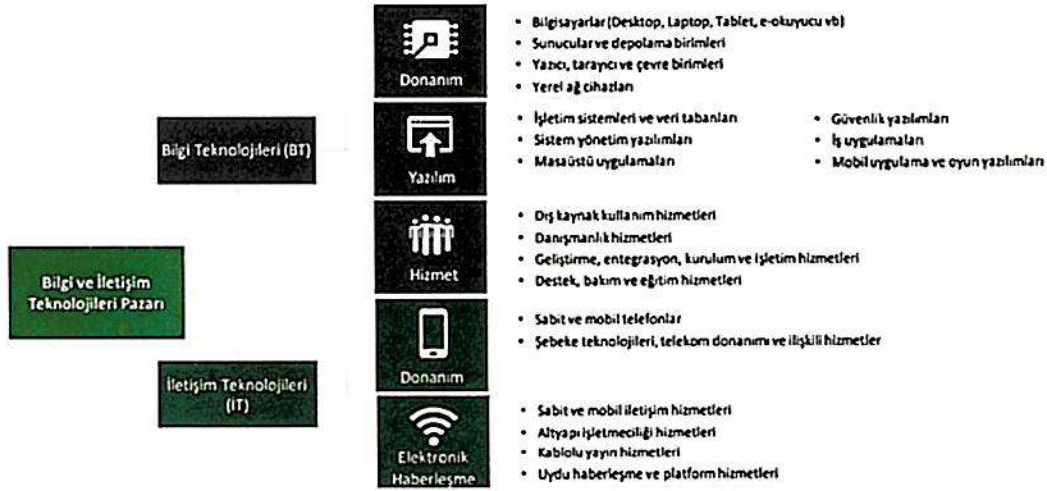 Bilgi ve İletişim
Teknolojileri Pazarı
Bilgi Teknolojileri (BT)
Donanım
• Bilgisayarlar (Desktop, Laptop, Tablet, e-okuyucu vb)
• Sunucular ve depolama birimleri
• Yazıcı, tarayıcı ve çevre birimleri
• Yerel ağ cihazları
Yazılım
• İşletim sistemleri ve veri tabanları
• Sistem yönetim yazılımları
• Masaüstü uygulamaları
• Güvenlik yazılımları
• İş uygulamaları
• Mobil uygulama ve oyun yazılımları
Hizmet
• Dış kaynak kullanım hizmetleri
• Danışmanlık hizmetleri
• Geliştirme, entegrasyon, kurulum ve işletim hizmetleri
• Destek, bakım ve eğitim hizmetleri
İletişim Teknolojileri
(İT)
Donanım
• Sabit ve mobil telefonlar
• Şebeke teknolojileri, telekom donanımı ve ilişkili hizmetler
Elektronik
Haberleşme
• Sabit ve mobil iletişim hizmetleri
• Altyapı işletmeciliği hizmetleri
• Kablolu yayın hizmetleri
• Uydu haberleşme ve platform hizmetleri